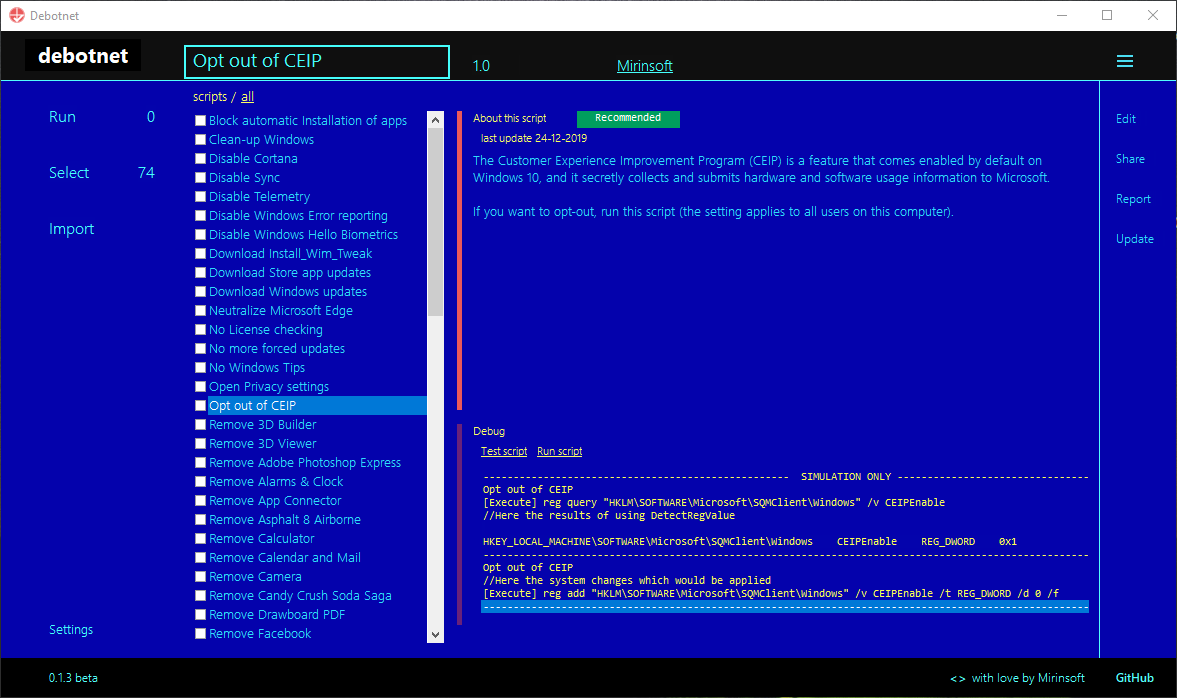 Debotnet
debotnet
Opt out of CEIP
1.0
Mirinsoft
Run 0
Select 74
Import
Settings
scripts / all
Block automatic Installation of apps
Clean-up Windows
Disable Cortana
Disable Sync
Disable Telemetry
Disable Windows Error reporting
Disable Windows Hello Biometrics
Download Install_Wim_Tweak
Download Store app updates
Download Windows updates
Neutralize Microsoft Edge
No License checking
No more forced updates
No Windows Tips
Open Privacy settings
Opt out of CEIP
Remove 3D Builder
Remove 3D Viewer
Remove Adobe Photoshop Express
Remove Alarms & Clock
Remove App Connector
Remove Asphalt 8 Airborne
Remove Calculator
Remove Calendar and Mail
Remove Camera
Remove Candy Crush Soda Saga
Remove Drawboard PDF
Remove Facebook
About this script
Recommended
last update 24-12-2019
The Customer Experience Improvement Program (CEIP) is a feature that comes enabled by default on
Windows 10, and it secretly collects and submits hardware and software usage information to Microsoft.
If you want to opt-out, run this script (the setting applies to all users on this computer).
Debug
Test script Run script
--------------------------------------------------- SIMULATION ONLY --------------------------------
Opt out of CEIP
[Execute] reg query "HKLM\SOFTWARE\Microsoft\SQMClient\Windows" /v CEIPEnable
//Here the results of using DetectRegValue
HKEY_LOCAL_MACHINE\SOFTWARE\Microsoft\SQMClient\Windows    CEIPEnable    REG_DWORD    0x1
-----------------------------------------------------------------------------------------------------
Opt out of CEIP
//Here the system changes which would be applied
[Execute] reg add "HKLM\SOFTWARE\Microsoft\SQMClient\Windows" /v CEIPEnable /t REG_DWORD /d 0 /f
-----------------------------------------------------------------------------------------------------
Edit
Share
Report
Update
0.1.3 beta
<> with love by Mirinsoft
GitHub